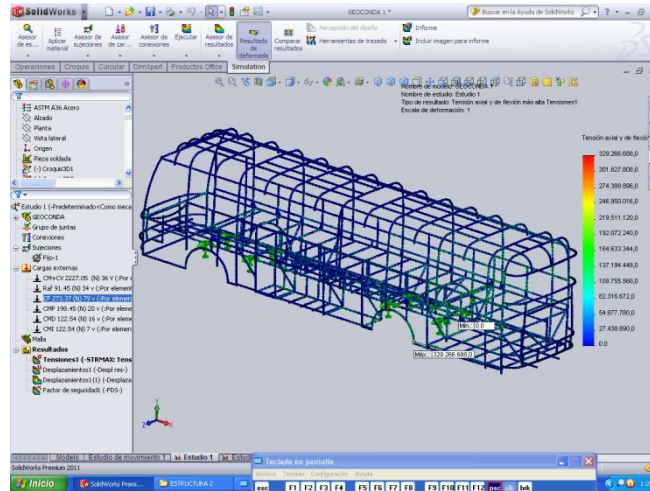 SolidWorks
GEOCONDA 1 *
Buscar en la Ayuda de SolidWorks
Asesor de es...
Aplicar material
Asesor de sujeciones
Asesor de car...
Asesor de conexiones
Ejecutar
Asesor de resultados
Resultado de deformada
Comparar resultados
Percepción del diseño
Herramientas de trazado
Informe
Incluir imagen para informe
Operaciones
Croquis
Calcular
DimXpert
Productos Office
Simulation
Nombre de modelo: GEOCONDA 1
Nombre de estudio: Estudio 1
Tipo de resultado: Tensión axial y de flexión más alta Tensiones1
Escala de deformación: 1
ASTM A36 Acero
Alzado
Planta
Vista lateral
Origen
Pieza soldada
(-) Croquis3D1
Estudio 1 (-Predeterminado<Como meca
GEOCONDA
Grupo de juntas
Conexiones
Sujeciones
Fijo-1
Cargas externas
CM+CV 2227.05 (N) 36 V (:Por
Raf 91.45 (N) 34 v (:Por element
CF 273.37 (N) 79 v (:Por elemen
CMP 198.45 (N) 20 v (:Por eleme
CMD 122.54 (N) 16 v (:Por eleme
CMI 122.54 (N) 7 v (:Por elemen
Malla
Resultados
Tensiones1 (-STRMAX: Tens
Desplazamientos1 (-Despl res-)
Desplazamientos1{1} (-Desplaza
Factor de seguridad1 (-FDS-)
Tensión axial y de flexió
329.266.688,0
301.827.808,0
274.388.896,0
246.950.016,0
219.511.120,0
192.072.240,0
164.633.344,0
137.194.448,0
109.755.560,0
82.316.672,0
54.877.780,0
27.438.890,0
0,0
Mín.: 0.0
Máx.: 329.266.688,0
Modelo
Estudio de movimiento 1
Estudio 1
SolidWorks Premium 2011
Teclado en pantalla
Archivo Teclado Configuración Ayuda
esc F1 F2 F3 F4 F5 F6 F7 F8 F9 F10 F11 F12 psc slk brk
Inicio
SolidWorks Premi...
ESTRUCTURA 2